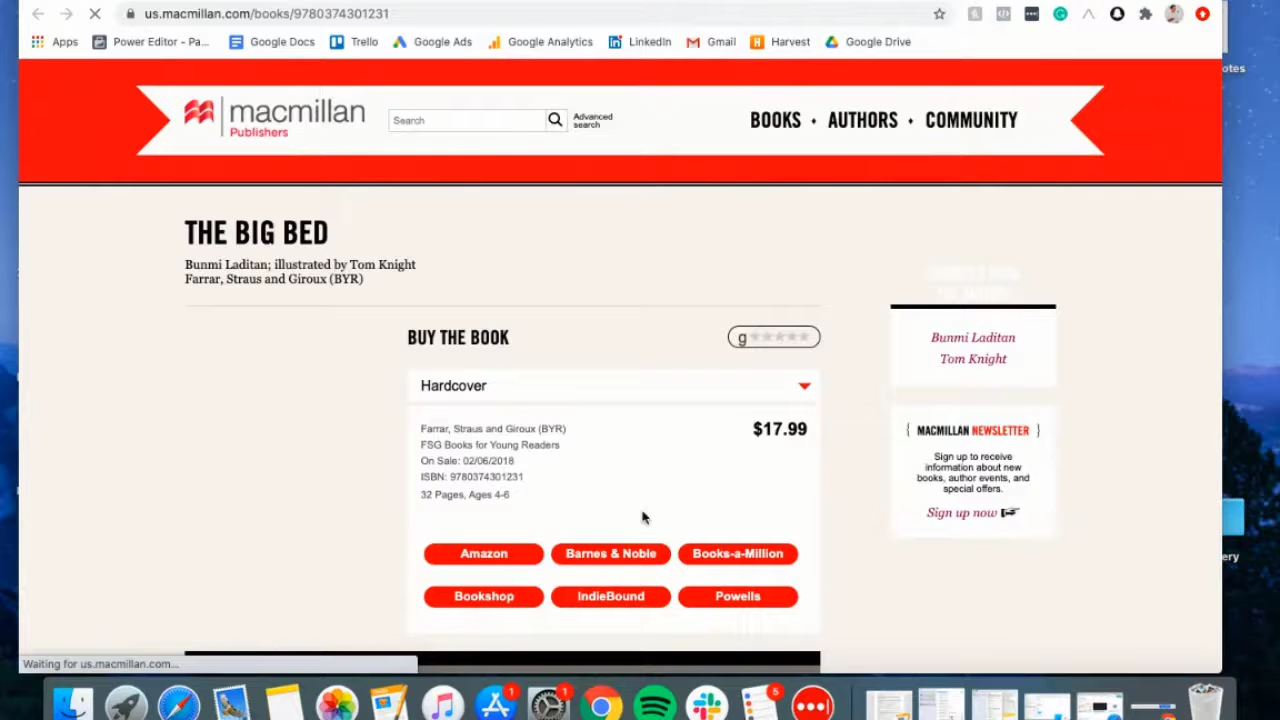 us.macmillan.com/books/9780374301231
Apps Power Editor - Pa... Google Docs Trello Google Ads Google Analytics LinkedIn Gmail Harvest Google Drive
otes
macmillan
Publishers
Search
Advanced
search
BOOKS • AUTHORS • COMMUNITY
THE BIG BED
Bunmi Laditan; illustrated by Tom Knight
Farrar, Straus and Giroux (BYR)
BUY THE BOOK
g
Hardcover
Farrar, Straus and Giroux (BYR)
$17.99
FSG Books for Young Readers
On Sale: 02/06/2018
ISBN: 9780374301231
32 Pages, Ages 4-6
Amazon Barnes & Noble Books-a-Million
Bookshop IndieBound Powells
Bunmi Laditan
Tom Knight
{ MACMILLAN NEWSLETTER }
Sign up to receive
information about new
books, author events, and
special offers.
Sign up now
ery
Waiting for us.macmillan.com...
1
1
5